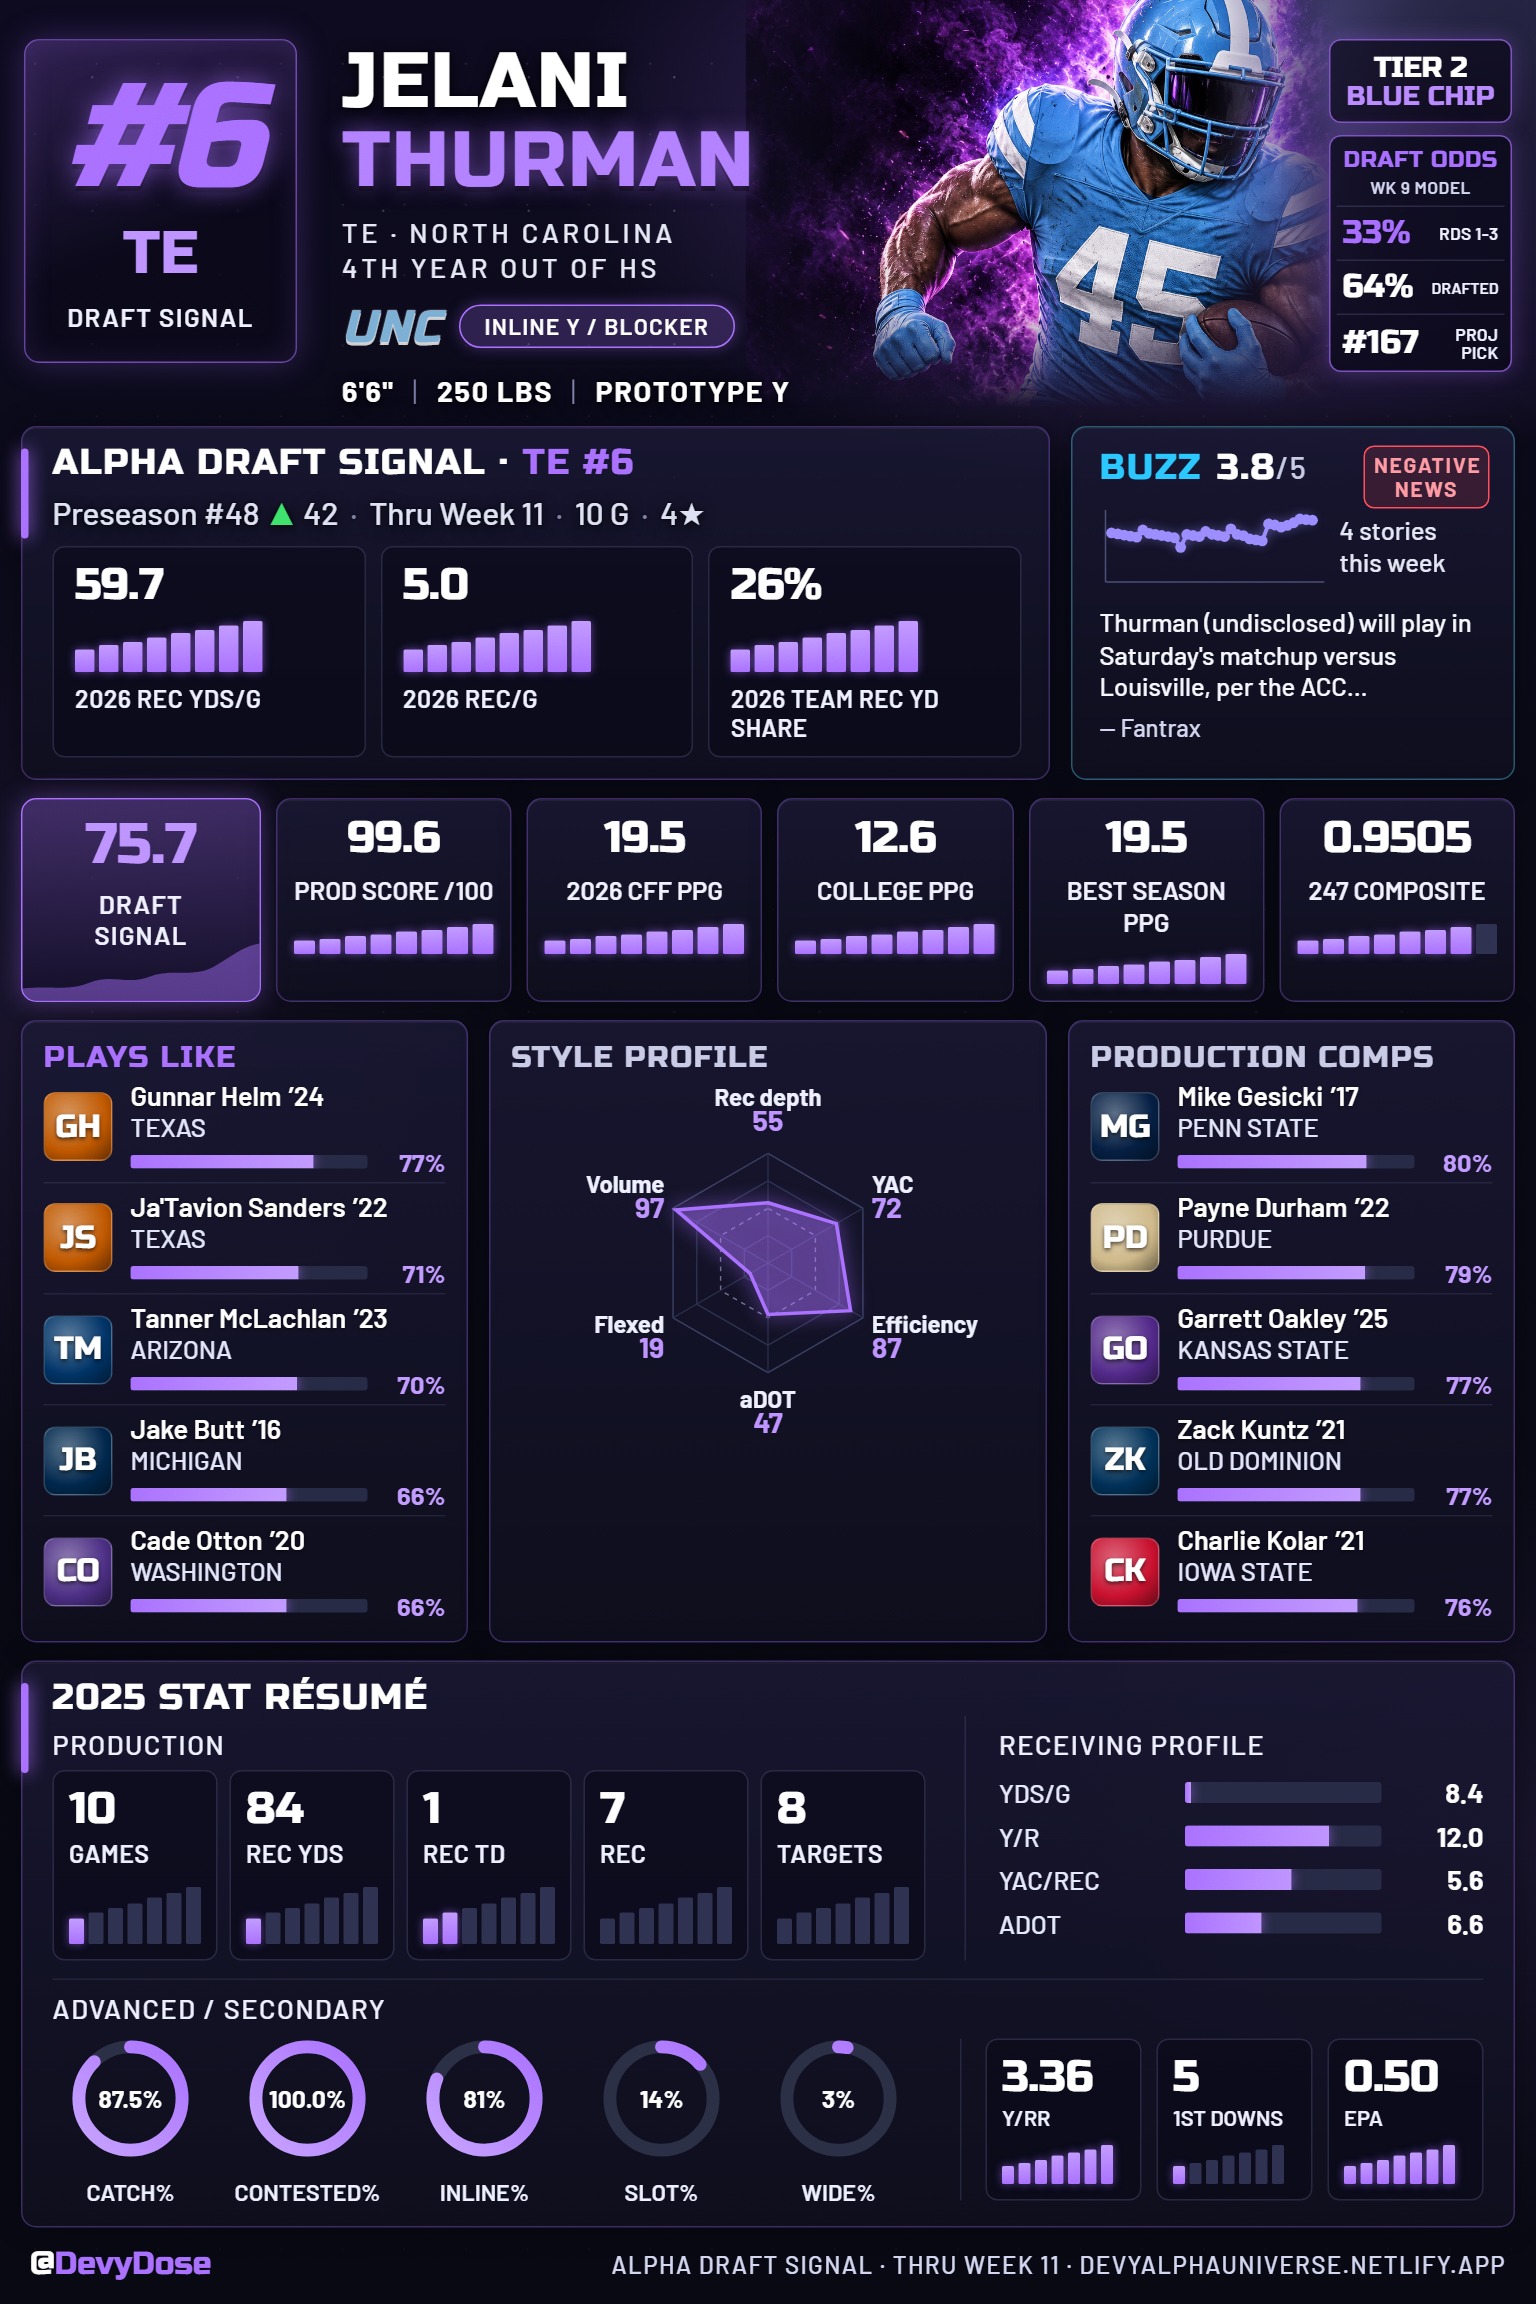 #6
TE
DRAFT SIGNAL
JELANI
THURMAN
TE · NORTH CAROLINA
4TH YEAR OUT OF HS
UNC
INLINE Y / BLOCKER
6'6" | 250 LBS | PROTOTYPE Y
45
TIER 2
BLUE CHIP
DRAFT ODDS
WK 9 MODEL
33% RDS 1-3
64% DRAFTED
#167 PROJ PICK
ALPHA DRAFT SIGNAL · TE #6
Preseason #48 ▲ 42 · Thru Week 11 · 10 G · 4★
59.7
2026 REC YDS/G
5.0
2026 REC/G
26%
2026 TEAM REC YD
SHARE
BUZZ 3.8/5
NEGATIVE
NEWS
4 stories
this week
Thurman (undisclosed) will play in
Saturday's matchup versus
Louisville, per the ACC...
— Fantrax
75.7
DRAFT
SIGNAL
99.6
PROD SCORE /100
19.5
2026 CFF PPG
12.6
COLLEGE PPG
19.5
BEST SEASON
PPG
0.9505
247 COMPOSITE
PLAYS LIKE
GH
Gunnar Helm ’24
TEXAS
77%
JS
Ja'Tavion Sanders ’22
TEXAS
71%
TM
Tanner McLachlan ’23
ARIZONA
70%
JB
Jake Butt ’16
MICHIGAN
66%
CO
Cade Otton ’20
WASHINGTON
66%
STYLE PROFILE
Rec depth
55
YAC
72
Efficiency
87
aDOT
47
Flexed
19
Volume
97
PRODUCTION COMPS
MG
Mike Gesicki ’17
PENN STATE
80%
PD
Payne Durham ’22
PURDUE
79%
GO
Garrett Oakley ’25
KANSAS STATE
77%
ZK
Zack Kuntz ’21
OLD DOMINION
77%
CK
Charlie Kolar ’21
IOWA STATE
76%
2025 STAT RÉSUMÉ
PRODUCTION
10
GAMES
84
REC YDS
1
REC TD
7
REC
8
TARGETS
RECEIVING PROFILE
YDS/G 8.4
Y/R 12.0
YAC/REC 5.6
ADOT 6.6
ADVANCED / SECONDARY
87.5%
CATCH%
100.0%
CONTESTED%
81%
INLINE%
14%
SLOT%
3%
WIDE%
3.36
Y/RR
5
1ST DOWNS
0.50
EPA
@DevyDose
ALPHA DRAFT SIGNAL · THRU WEEK 11 · DEVYALPHAUNIVERSE.NETLIFY.APP